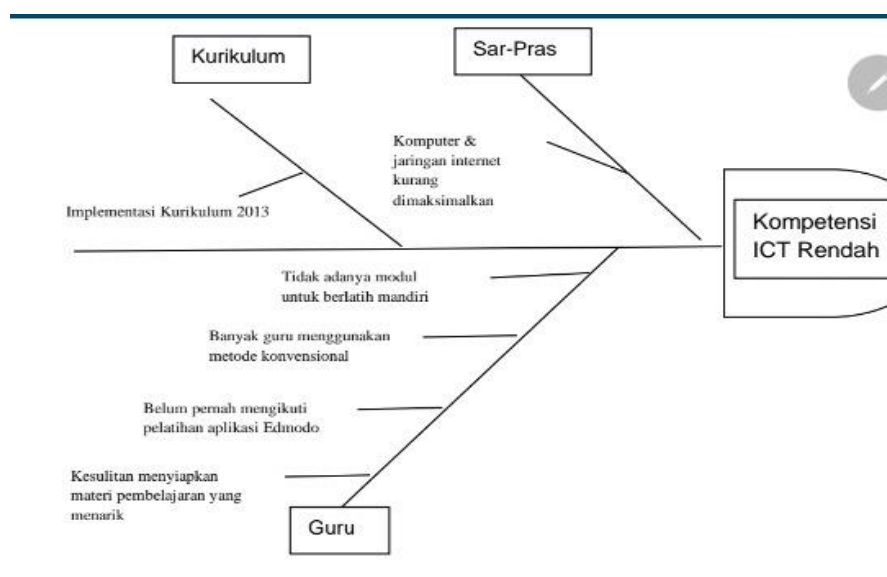 Kurikulum
Sar-Pras
Komputer &
jaringan internet
kurang
dimaksimalkan
Implementasi Kurikulum 2013
Kompetensi
ICT Rendah
Tidak adanya modul
untuk berlatih mandiri
Banyak guru menggunakan
metode konvensional
Belum pernah mengikuti
pelatihan aplikasi Edmodo
Kesulitan menyiapkan
materi pembelajaran yang
menarik
Guru